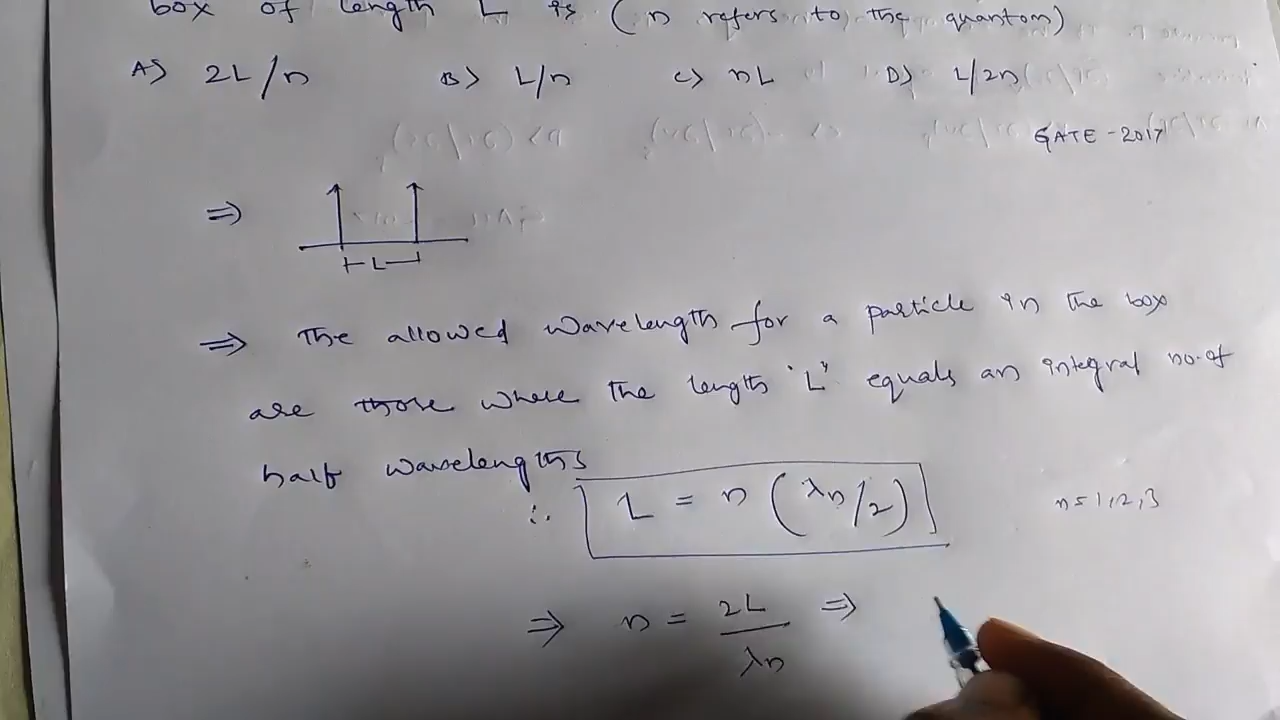 box of length L is (n refers to the quantom)
A) 2L/n B) L/n C) nL D) L/2n
GATE-2017
⇒
L
⇒ The allowed wavelength for a particle in the box
are those where the length "L" equals an integral no. of
half wavelengths
∴ L = n (λn/2) n=1,2,3
⇒ n = 2L/λn ⇒